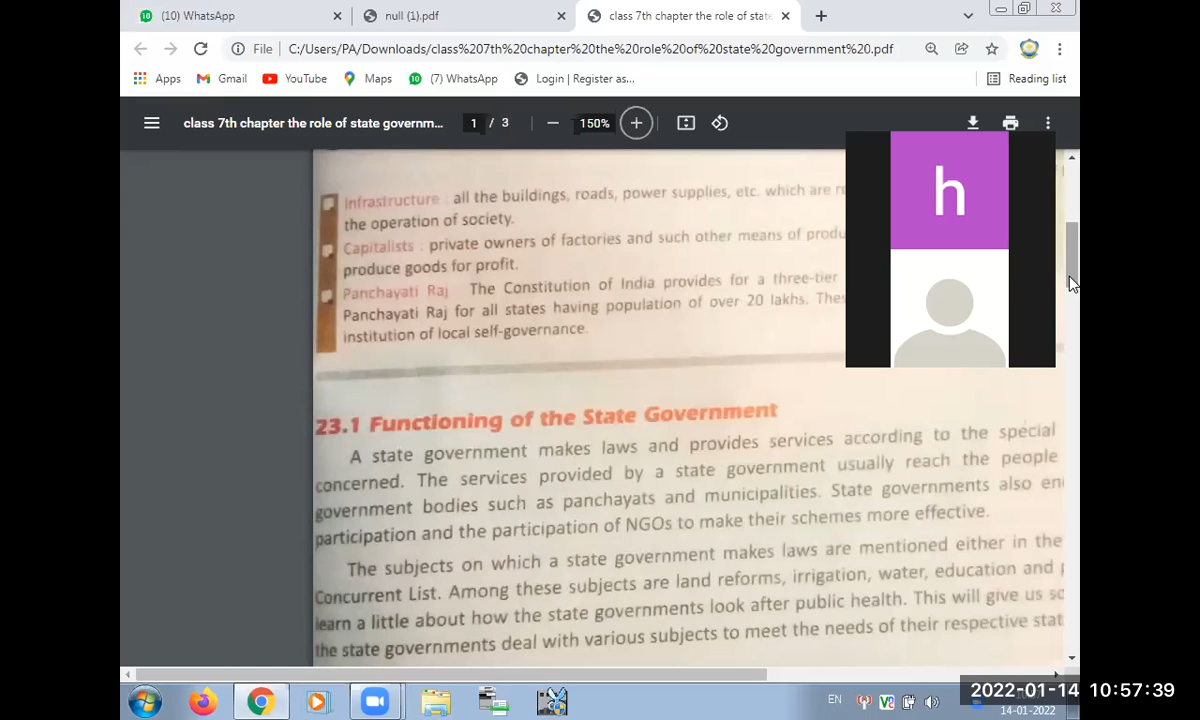 (10) WhatsApp
null (1).pdf
class 7th chapter the role of state
File C:/Users/PA/Downloads/class%207th%20chapter%20the%20role%20of%20state%20government%20.pdf
Apps Gmail YouTube Maps (7) WhatsApp Login | Register as... Reading list
class 7th chapter the role of state governm... 1 / 3 150%
h
Infrastructure : all the buildings, roads, power supplies, etc. which are
the operation of society.
Capitalists : private owners of factories and such other means of produ
produce goods for profit.
Panchayati Raj The Constitution of India provides for a three-tier
Panchayati Raj for all states having population of over 20 lakhs. Thes
institution of local self-governance.
23.1 Functioning of the State Government
A state government makes laws and provides services according to the special
concerned. The services provided by a state government usually reach the people
government bodies such as panchayats and municipalities. State governments also en
participation and the participation of NGOs to make their schemes more effective.
The subjects on which a state government makes laws are mentioned either in the
Concurrent List. Among these subjects are land reforms, irrigation, water, education and
learn a little about how the state governments look after public health. This will give us so
the state governments deal with various subjects to meet the needs of their respective stat
EN
2022-01-14 10:57:39
14-01-2022